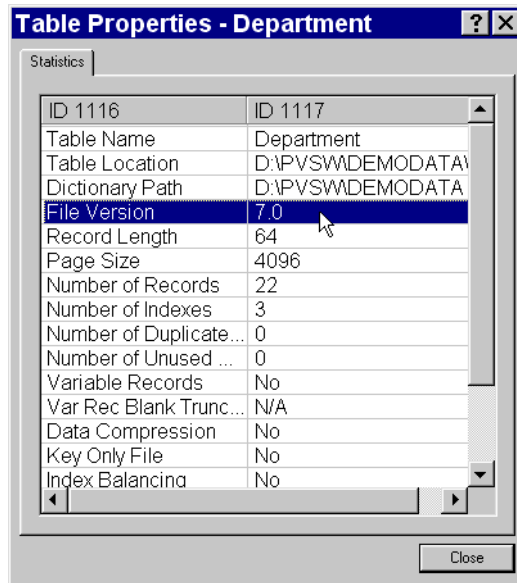 Table Properties - Department
Statistics
ID 1116 ID 1117
Table Name Department
Table Location D:\PVSW\DEMODATA\
Dictionary Path D:\PVSW\DEMODATA
File Version 7.0
Record Length 64
Page Size 4096
Number of Records 22
Number of Indexes 3
Number of Duplicate... 0
Number of Unused ... 0
Variable Records No
Var Rec Blank Trunc... N/A
Data Compression No
Key Only File No
Index Balancing No
Close